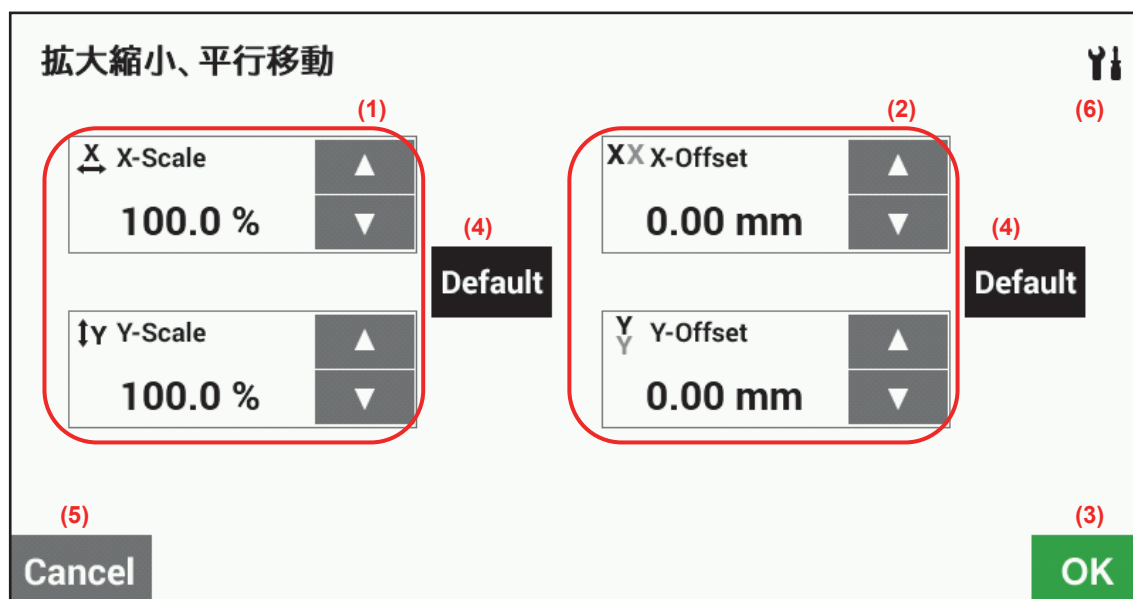 拡大縮小、平行移動
(6)
(1)
X X-Scale
100.0 %
Y Y-Scale
100.0 %
(4)
Default
(2)
XX X-Offset
0.00 mm
Y Y Y-Offset
0.00 mm
(4)
Default
(5)
Cancel
(3)
OK